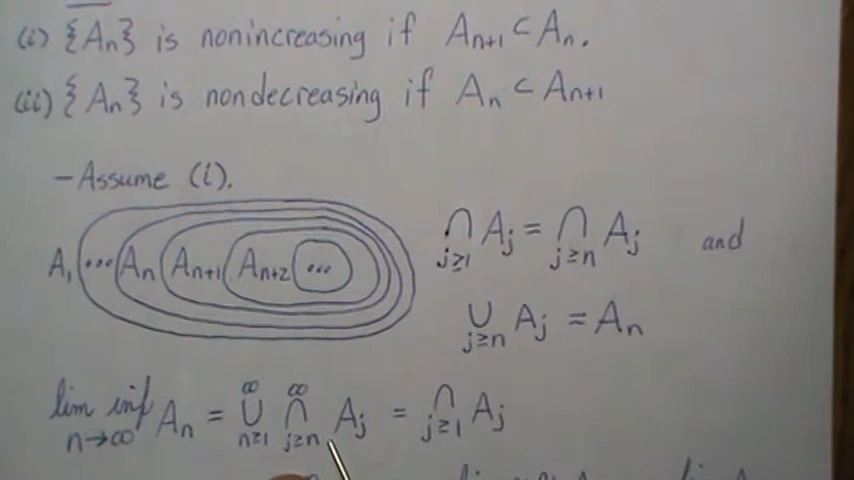 (i) {Aₙ} is nonincreasing if Aₙ₊₁ ⊂ Aₙ.
(ii) {Aₙ} is nondecreasing if Aₙ ⊂ Aₙ₊₁
- Assume (i).
A₁ ... Aₙ Aₙ₊₁ Aₙ₊₂ ...
∩ j≥1 Aⱼ = ∩ j≥n Aⱼ and
∪ j≥n Aⱼ = Aₙ
lim inf n→∞ Aₙ = ∞ ∪ n≥1 ∞ ∩ j≥n Aⱼ = ∩ j≥1 Aⱼ